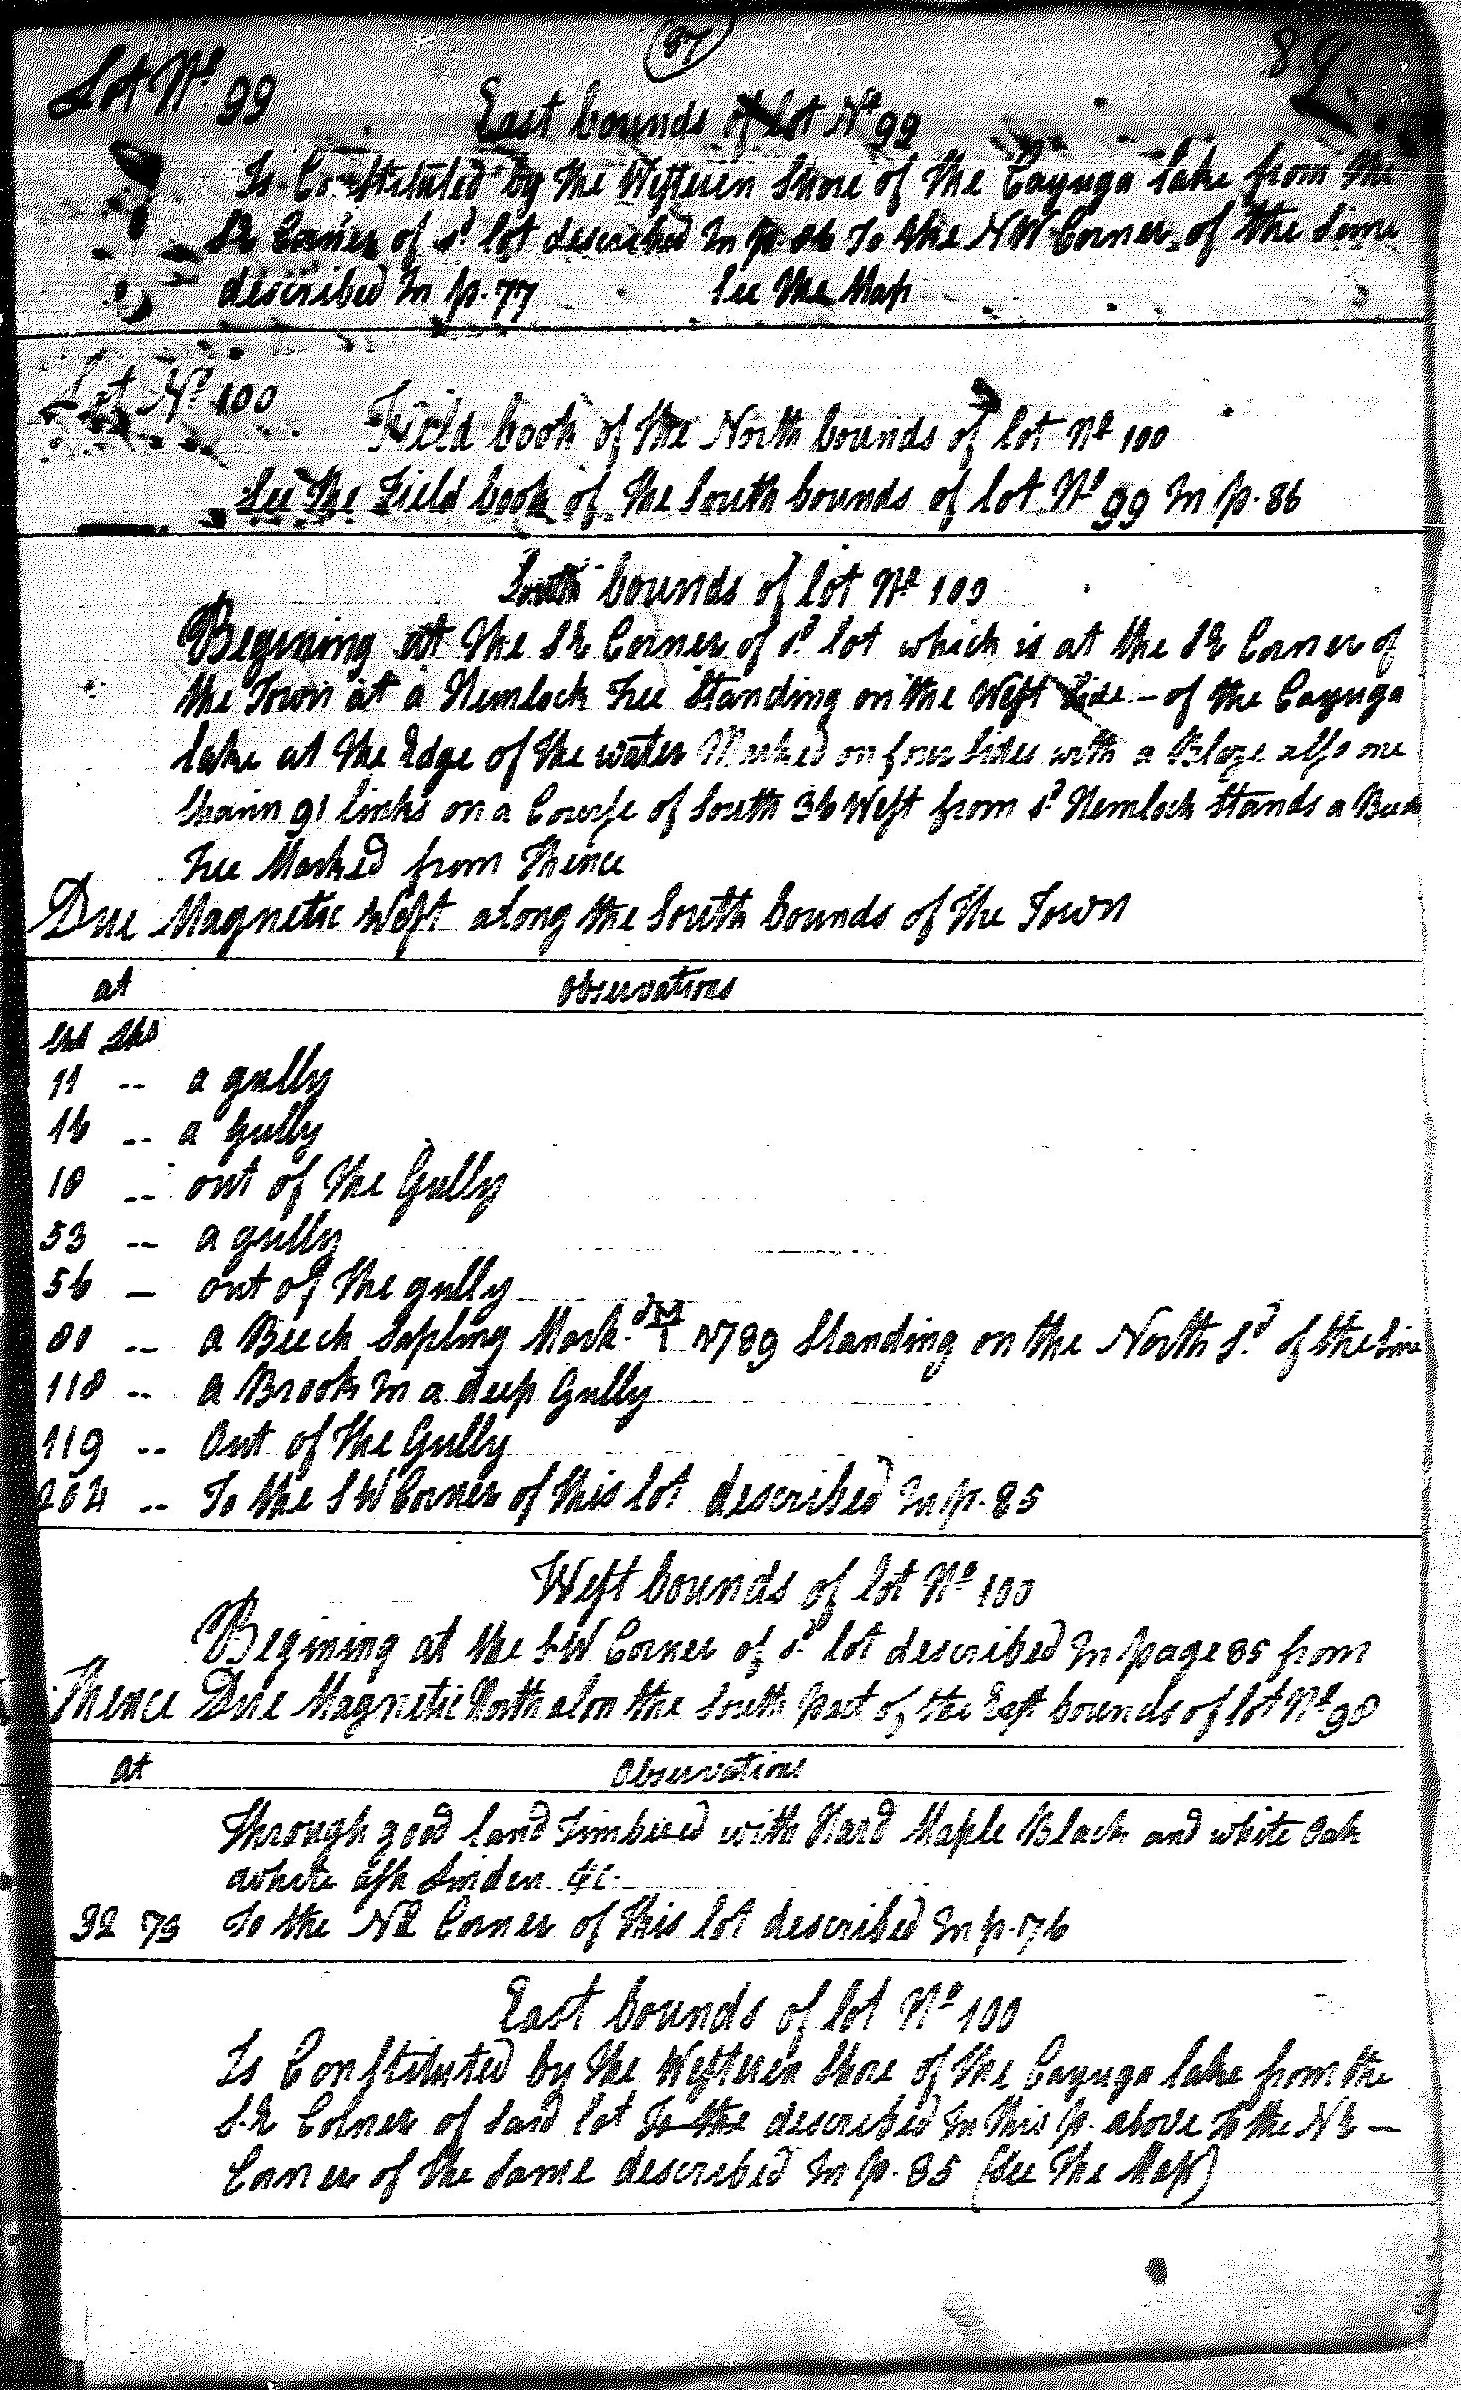 87
Lot Nº 99
East bounds of lot Nº 99
Is Constituted by the Western Shore of the Cayuga lake from the
SE Corner of sd lot described In p. 86 To the NW Corner of the Same
described In p. 77 See the Map
Lot Nº 100
Field book of the North bounds of lot Nº 100
See the Field book of the South bounds of lot Nº 99 In p. 86
South bounds of lot Nº 100
Begining at the SE Corner of sd lot which is at the SE Corner of
the Town at a Hemlock Tree Standing on the West Side - of the Cayuga
lake at the Edge of the water Marked on four Sides with a Blaze also one
Chain 91 links on a Course of South 36 West from sd Hemlock Stands a Beech
Tree Marked from Thence
Due Magnetic West along the South bounds of the Town
at Observations
Chs Lks
11 -- a gully
16 -- a Gully
18 -- out of the Gully
53 -- a gully
56 - out of the gully
80 -- a Beech Sapling Markd 1789 Standing on the North Sd of the line
118 -- a Brook In a deep Gully
119 -- Out of the Gully
202 -- To the SW Corner of this lot described In p. 85
West bounds of lot Nº 100
Begining at the SW Corner of sd lot described In page 85 from
Thence Due Magnetic North alon the South part of the East bounds of lot Nº 98
At Observations
Through good land Timbered with Hard Maple Black and white Oak
white ash Linden &c.
32 73 To the NE Corner of this lot described In p. 76
East bounds of lot Nº 100
Is Constituted by the Western Shore of the Cayuga lake from the
SE Corner of Said lot To the described In this p. above To the NE -
Corner of the Same described In p. 85 (See The Map)